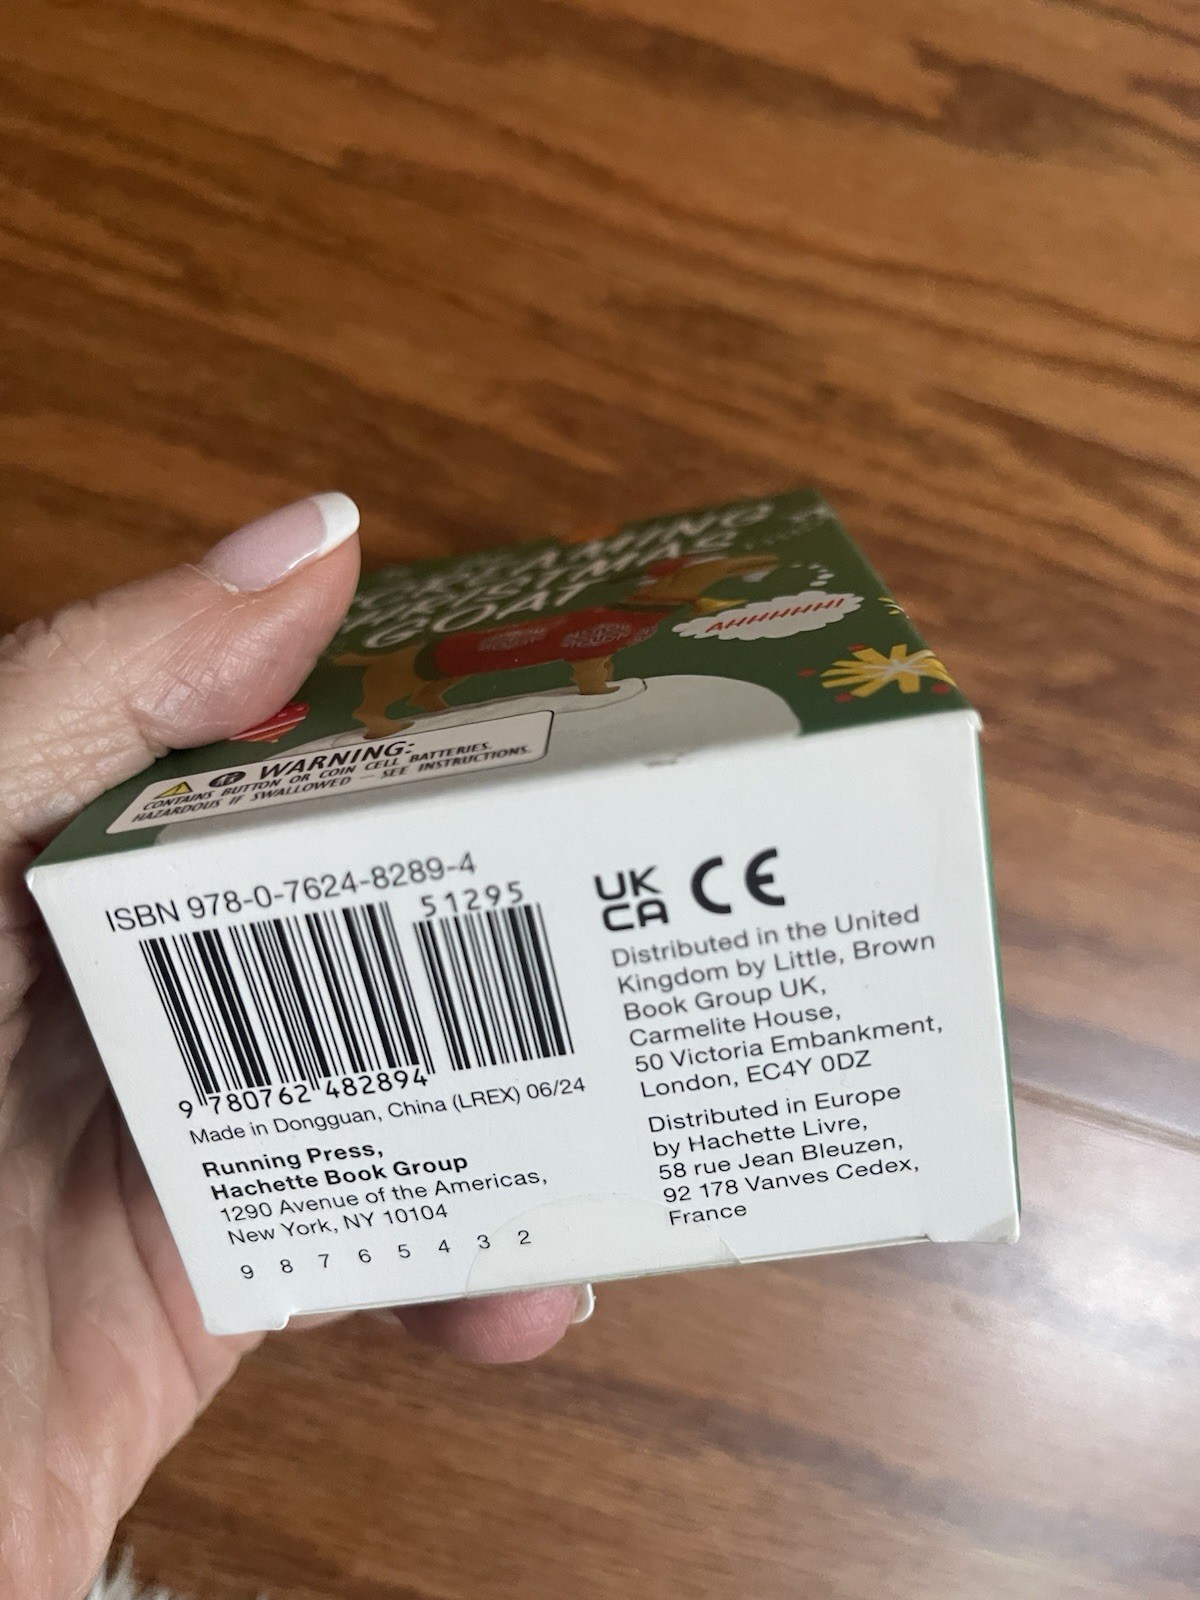 SCREAMING
CHRISTMAS
GOAT
AHHHHHH!
WARNING:
CONTAINS BUTTON OR COIN CELL BATTERIES.
HAZARDOUS IF SWALLOWED — SEE INSTRUCTIONS.
ISBN 978-0-7624-8289-4
51295
9 780762 482894
Made in Dongguan, China (LREX) 06/24
Running Press,
Hachette Book Group
1290 Avenue of the Americas,
New York, NY 10104
9 8 7 6 5 4 3 2
UK
CA CE
Distributed in the United
Kingdom by Little, Brown
Book Group UK,
Carmelite House,
50 Victoria Embankment,
London, EC4Y 0DZ
Distributed in Europe
by Hachette Livre,
58 rue Jean Bleuzen,
92 178 Vanves Cedex,
France